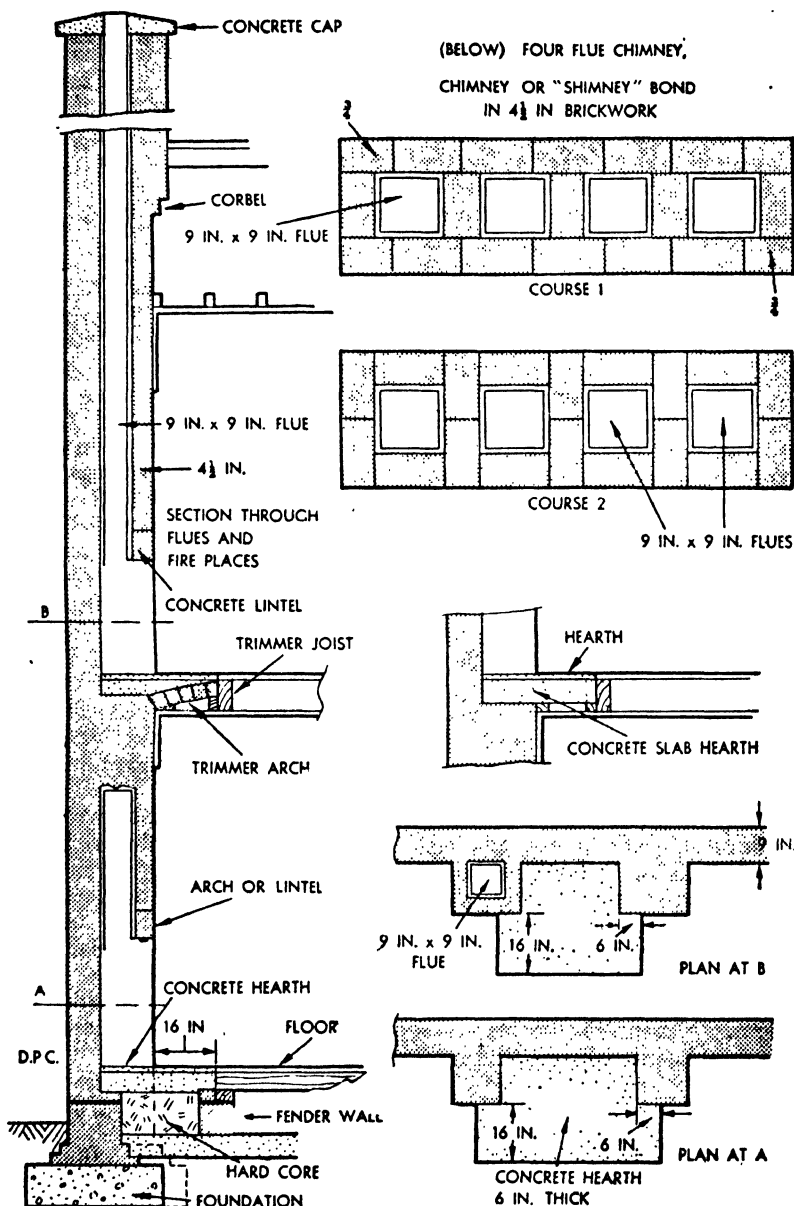 CONCRETE CAP
(BELOW) FOUR FLUE CHIMNEY,
CHIMNEY OR "SHIMNEY" BOND
IN 4½ IN BRICKWORK
¾
CORBEL
9 IN. x 9 IN. FLUE
COURSE 1
¾
9 IN. x 9 IN. FLUE
4½ IN.
COURSE 2
SECTION THROUGH
FLUES AND
FIRE PLACES
9 IN. x 9 IN. FLUES
CONCRETE LINTEL
B
TRIMMER JOIST
HEARTH
CONCRETE SLAB HEARTH
TRIMMER ARCH
9 IN.
ARCH OR LINTEL
9 IN. x 9 IN.
FLUE
16 IN.
6 IN.
PLAN AT B
A
CONCRETE HEARTH
16 IN
FLOOR
D.P.C.
FENDER WALL
16 IN.
6 IN.
PLAN AT A
HARD CORE
CONCRETE HEARTH
6 IN. THICK
FOUNDATION